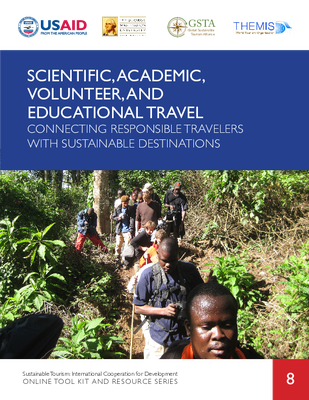 USAID
FROM THE AMERICAN PEOPLE
GSTA
THEMIS
SCIENTIFIC, ACADEMIC,
VOLUNTEER, AND
EDUCATIONAL TRAVEL
CONNECTING RESPONSIBLE TRAVELERS
WITH SUSTAINABLE DESTINATIONS
Sustainable Tourism: International Cooperation for Development
ONLINE TOOL KIT AND RESOURCE SERIES
8